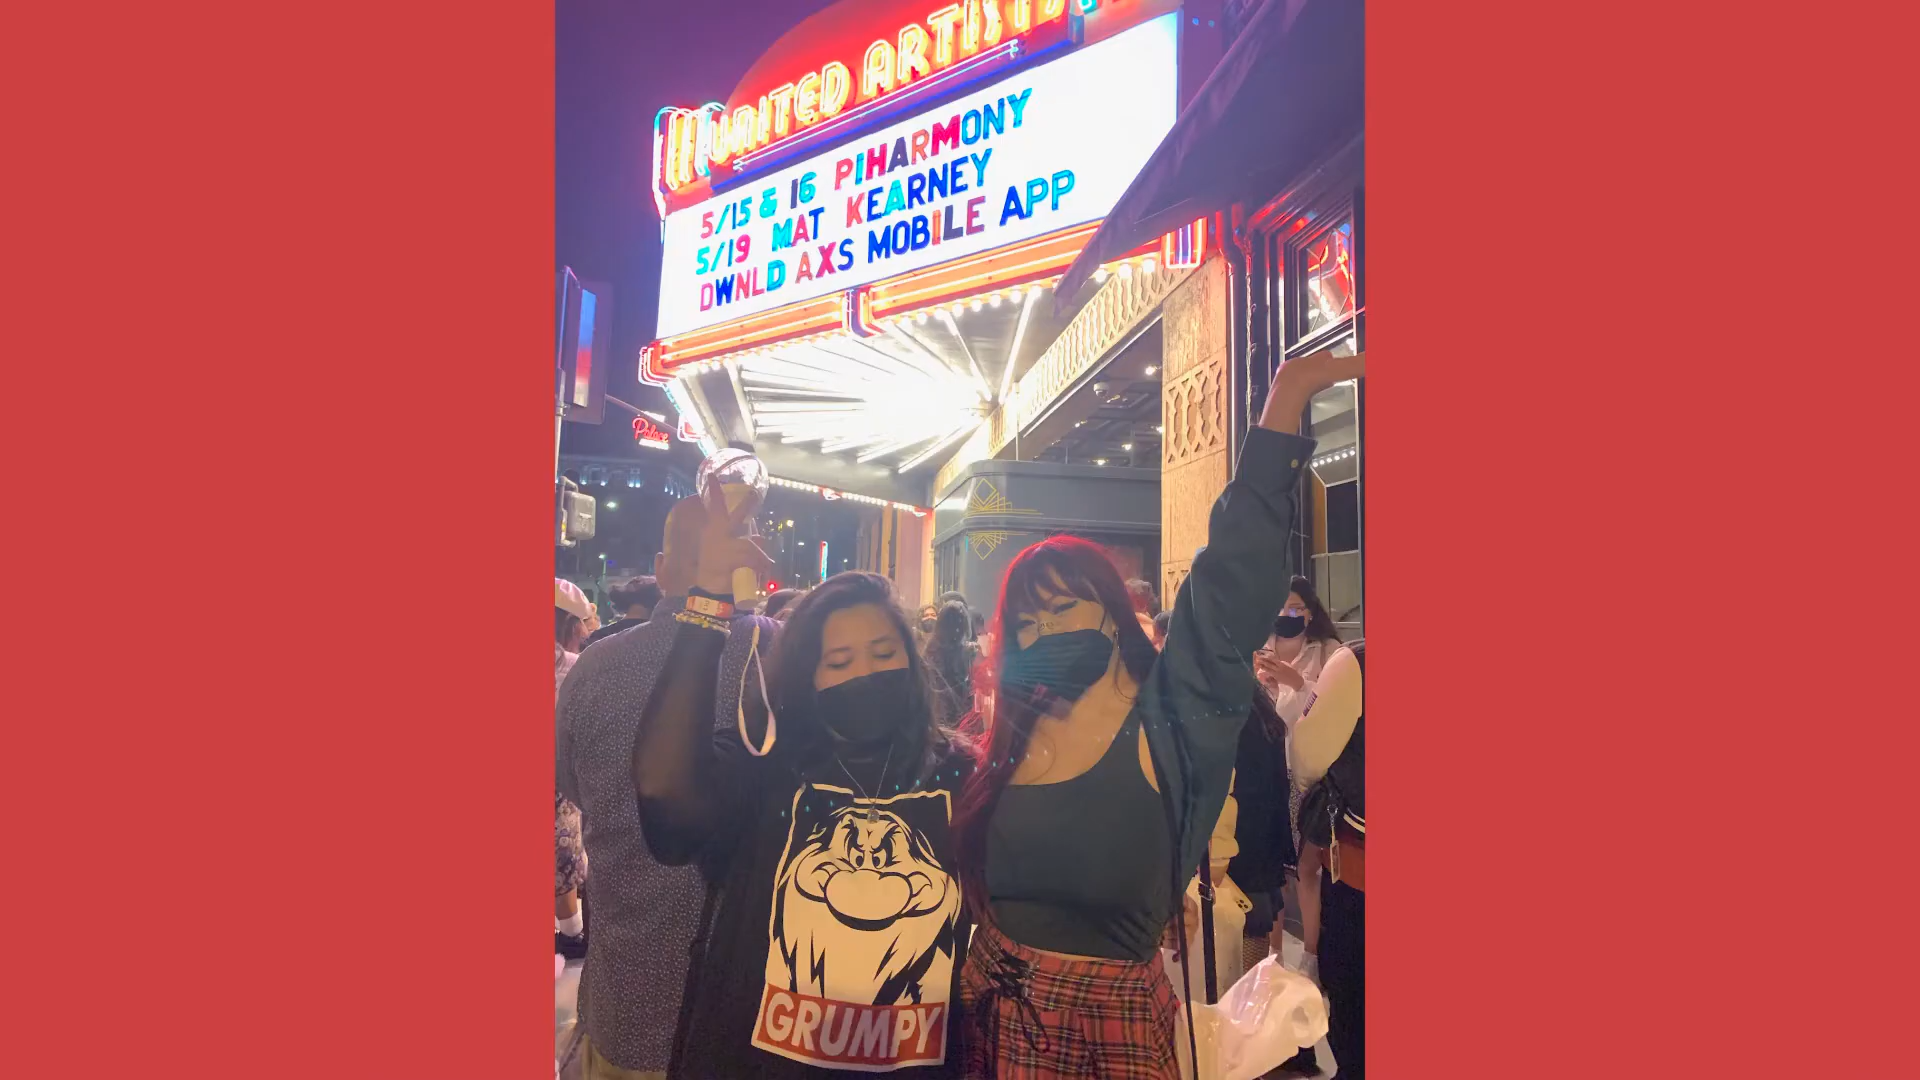 UNITED ARTISTS
5/15 & 16 PIHARMONY
5/19 MAT KEARNEY
DWNLD AXS MOBILE APP
Palace
GRUMPY